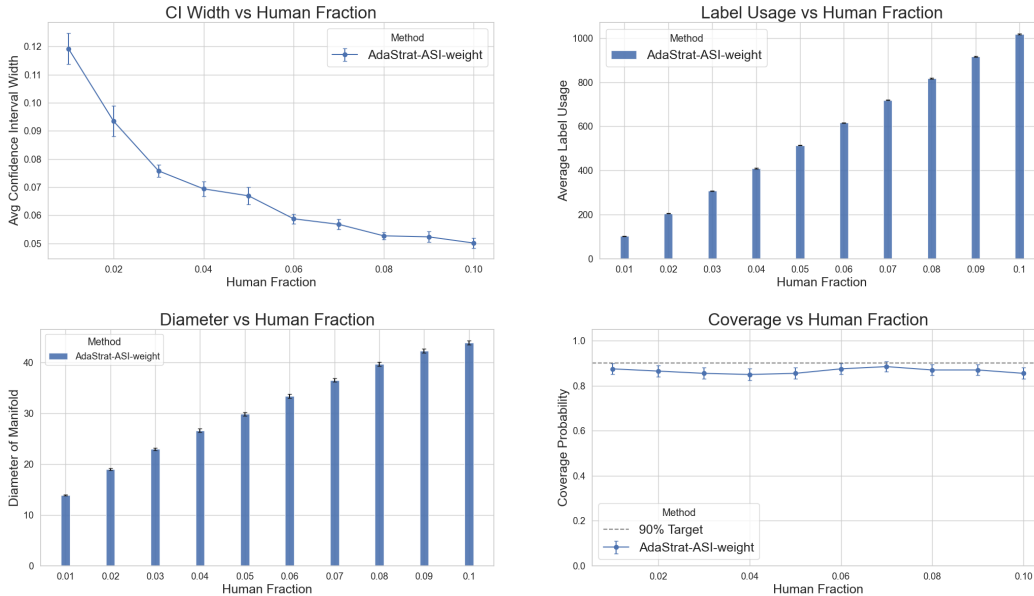 CI Width vs Human Fraction
Avg Confidence Interval Width
0.12
0.11
0.10
0.09
0.08
0.07
0.06
0.05
Method
AdaStrat-ASI-weight
0.02
0.04
0.06
0.08
0.10
Human Fraction
Label Usage vs Human Fraction
Average Label Usage
1000
800
600
400
200
0
Method
AdaStrat-ASI-weight
0.01
0.02
0.03
0.04
0.05
0.06
0.07
0.08
0.09
0.1
Human Fraction
Diameter vs Human Fraction
Diameter of Manifold
40
30
20
10
0
Method
AdaStrat-ASI-weight
0.01
0.02
0.03
0.04
0.05
0.06
0.07
0.08
0.09
0.1
Human Fraction
Coverage vs Human Fraction
Coverage Probability
1.0
0.8
0.6
0.4
0.2
0.0
Method
90% Target
AdaStrat-ASI-weight
0.02
0.04
0.06
0.08
0.10
Human Fraction